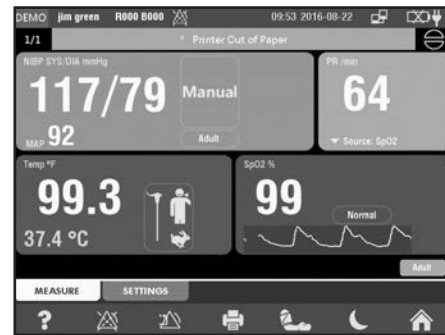 DEMO jim green R000 B000 09:53 2016-08-22
1/1 * Printer Out of Paper
NIBP SYS/DIA mmHg
117/79
Manual
MAP 92
Adult
PR /min
64
Source: SpO2
Temp °F
99.3
37.4 °C
SpO2 %
99
Normal
Adult
MEASURE SETTINGS
?